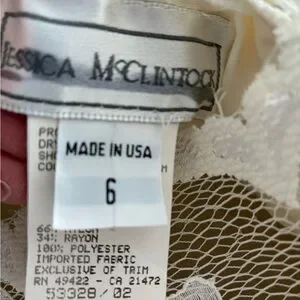 JESSICA McCLINTOCK
MADE IN USA
6
34% RAYON
100% POLYESTER
IMPORTED FABRIC
EXCLUSIVE OF TRIM
RN 49422 - CA 21472
53328/02